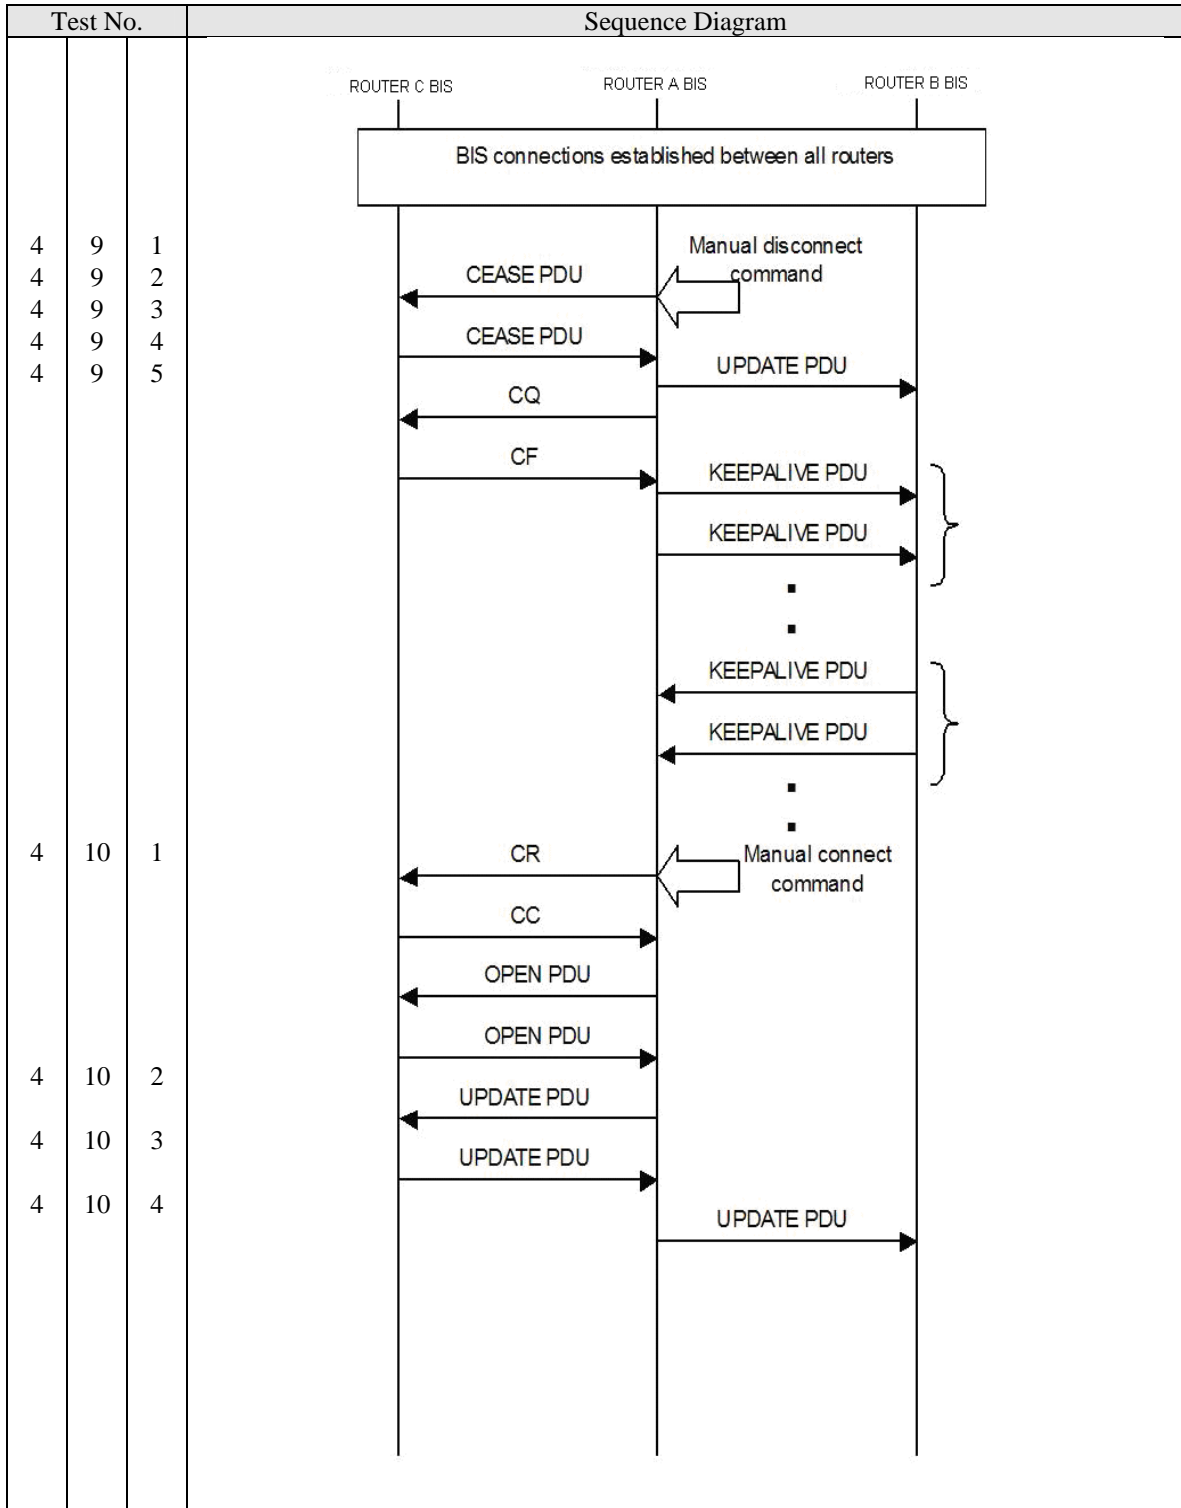 Test No. Sequence Diagram
ROUTER C BIS ROUTER A BIS ROUTER B BIS
BIS connections established between all routers
4 9 1
4 9 2
4 9 3
4 9 4
4 9 5
Manual disconnect
command
CEASE PDU
CEASE PDU
UPDATE PDU
CQ
CF
KEEPALIVE PDU
KEEPALIVE PDU
KEEPALIVE PDU
KEEPALIVE PDU
4 10 1
CR
Manual connect
command
CC
OPEN PDU
OPEN PDU
4 10 2
UPDATE PDU
4 10 3
UPDATE PDU
4 10 4
UPDATE PDU